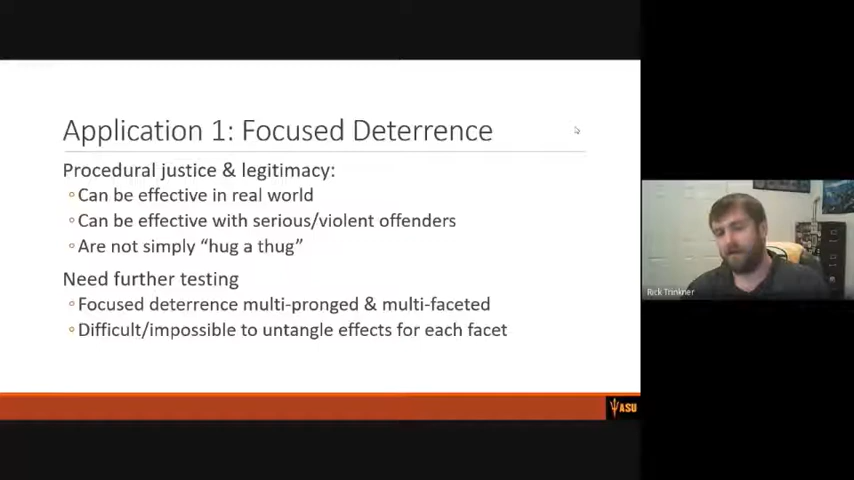 Application 1: Focused Deterrence
Procedural justice & legitimacy:
◦Can be effective in real world
◦Can be effective with serious/violent offenders
◦Are not simply “hug a thug”
Need further testing
◦Focused deterrence multi-pronged & multi-faceted
◦Difficult/impossible to untangle effects for each facet
ASU
Rick Trinkner